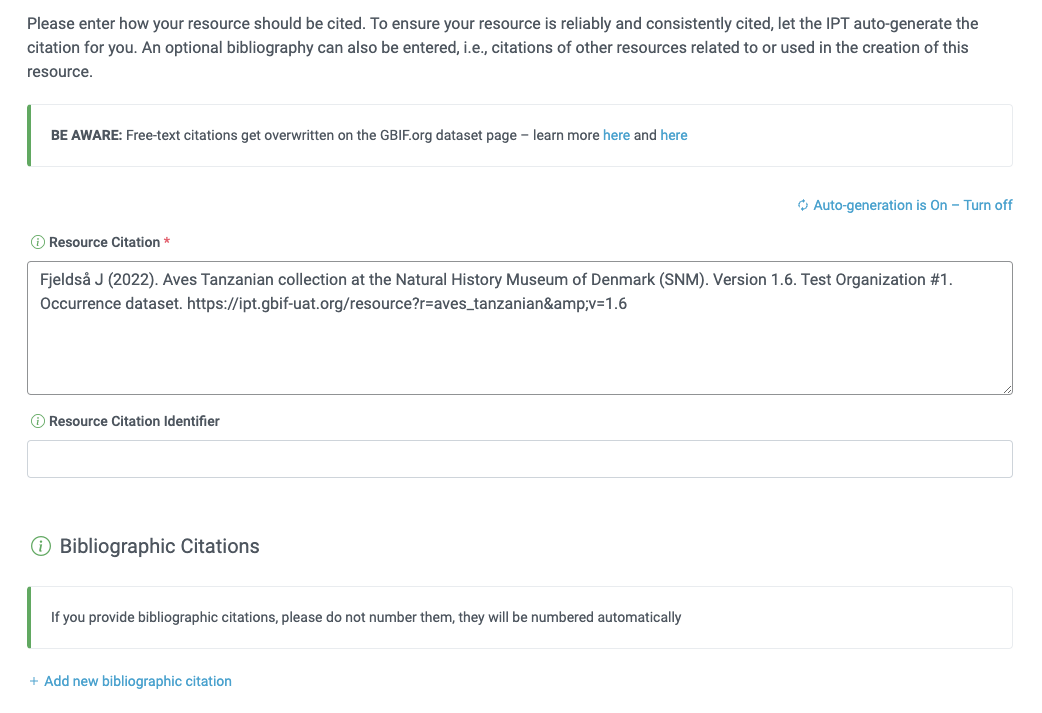 Please enter how your resource should be cited. To ensure your resource is reliably and consistently cited, let the IPT auto-generate the
citation for you. An optional bibliography can also be entered, i.e., citations of other resources related to or used in the creation of this
resource.
BE AWARE: Free-text citations get overwritten on the GBIF.org dataset page – learn more here and here
Auto-generation is On – Turn off
Resource Citation *
Fjeldså J (2022). Aves Tanzanian collection at the Natural History Museum of Denmark (SNM). Version 1.6. Test Organization #1.
Occurrence dataset. https://ipt.gbif-uat.org/resource?r=aves_tanzanian&amp;v=1.6
Resource Citation Identifier
Bibliographic Citations
If you provide bibliographic citations, please do not number them, they will be numbered automatically
+ Add new bibliographic citation